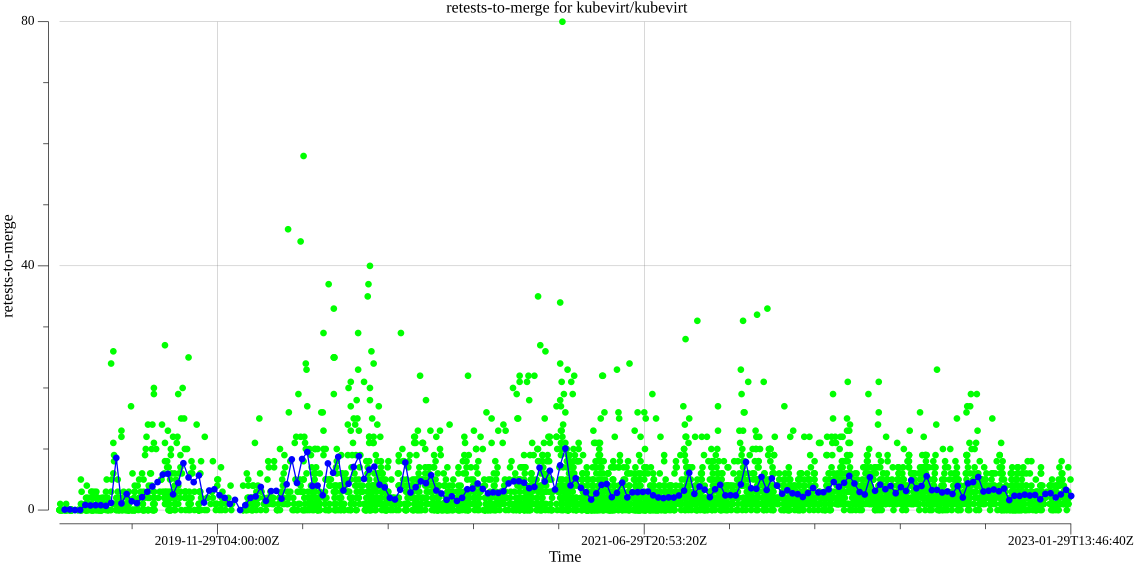 retests-to-merge for kubevirt/kubevirt
80
40
0
retests-to-merge
2019-11-29T04:00:00Z
2021-06-29T20:53:20Z
2023-01-29T13:46:40Z
Time